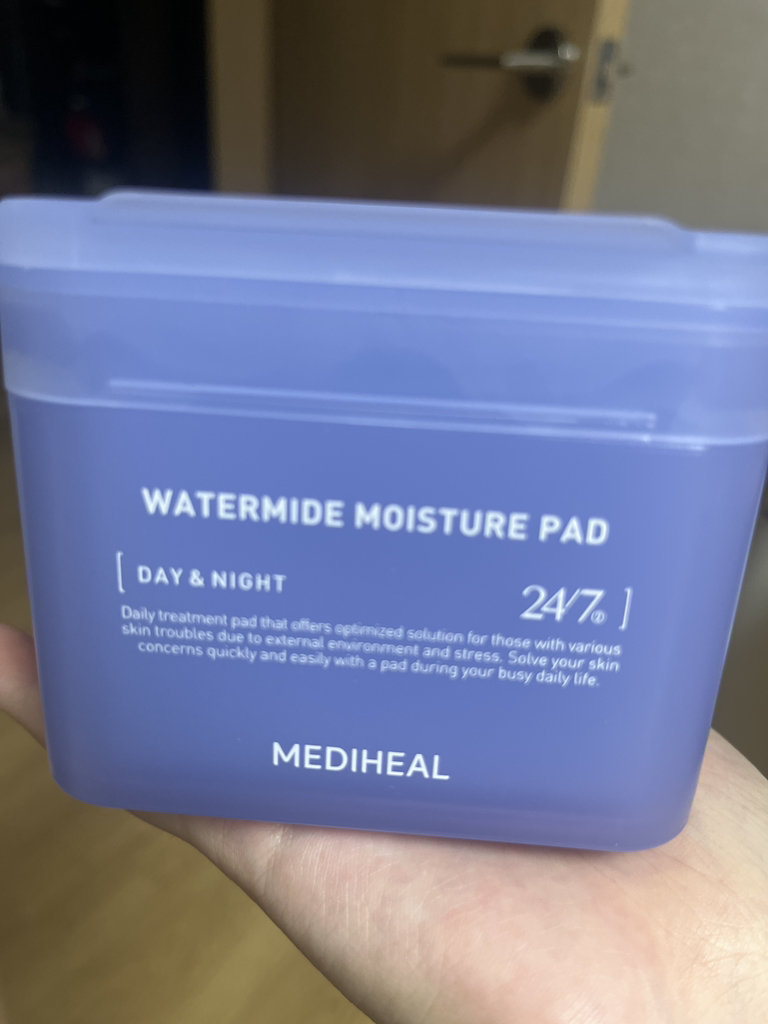 WATERMIDE MOISTURE PAD
[ DAY & NIGHT 24/7 ]
Daily treatment pad that offers optimized solution for those with various
skin troubles due to external environment and stress. Solve your skin
concerns quickly and easily with a pad during your busy daily life.
MEDIHEAL